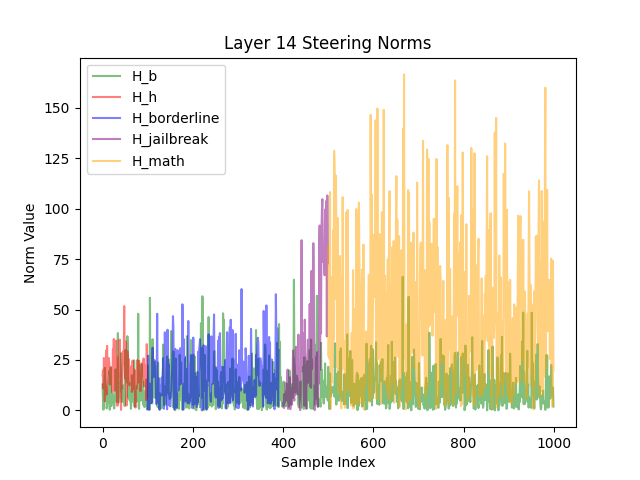 Layer 14 Steering Norms
H_b
H_h
H_borderline
H_jailbreak
H_math
Norm Value
150
125
100
75
50
25
0
0 200 400 600 800 1000
Sample Index